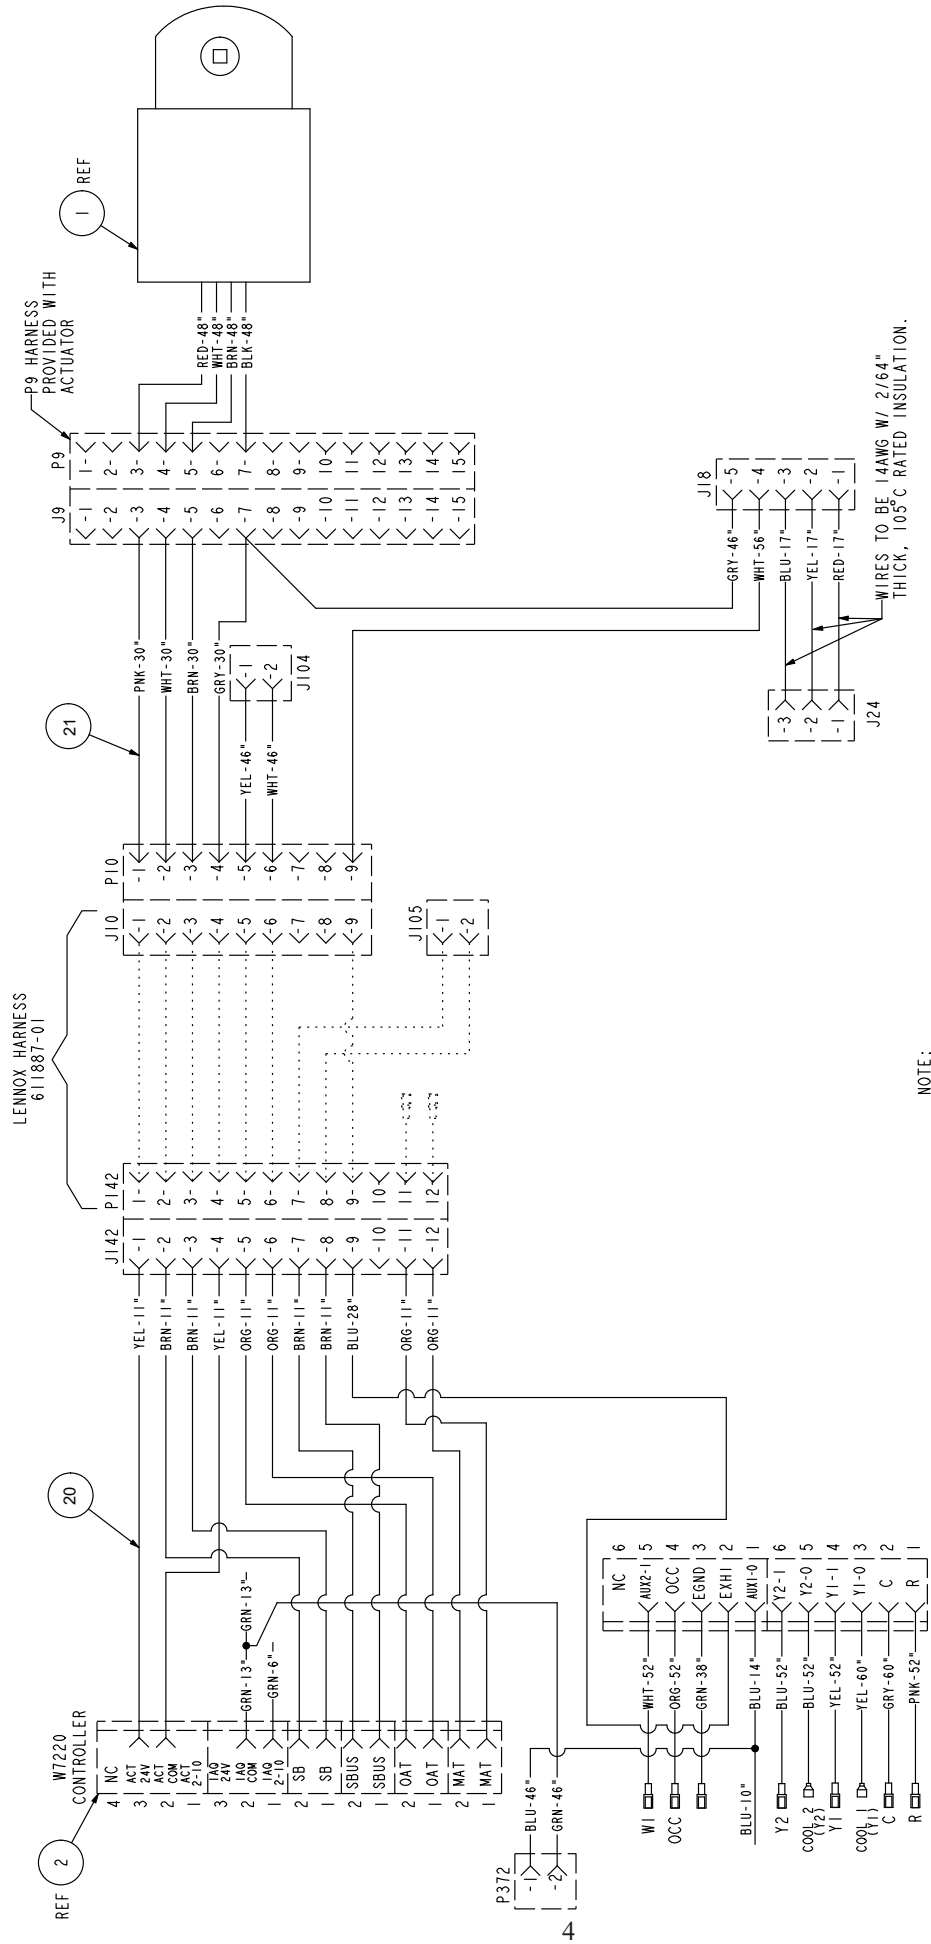 REF 2
W7220
CONTROLLER
4 NC
3 ACT 24V
2 ACT COM
1 ACT 2-10
3 IAQ 24V
2 IAQ COM
1 IAQ 2-10
2 SB
1 SB
2 SBUS
1 SBUS
2 OAT
1 OAT
2 MAT
1 MAT
GRN-13"
GRN-13"
GRN-6"
20
YEL-11"
BRN-11"
BRN-11"
YEL-11"
ORG-11"
ORG-11"
BRN-11"
BRN-11"
BLU-28"
ORG-11"
ORG-11"
J142
-1
-2
-3
-4
-5
-6
-7
-8
-9
-10
-11
-12
P142
1-
2-
3-
4-
5-
6-
7-
8-
9-
10-
11-
12-
LENNOX HARNESS
611887-01
J10
-1
-2
-3
-4
-5
-6
-7
-8
-9
P10
-1
-2
-3
-4
-5
-6
-7
-8
-9
J105
-1
-2
21
PNK-30"
WHT-30"
BRN-30"
GRY-30"
YEL-46"
WHT-46"
J104
-1
-2
J9
-1
-2
-3
-4
-5
-6
-7
-8
-9
-10
-11
-12
-13
-14
-15
P9
1-
2-
3-
4-
5-
6-
7-
8-
9-
10-
11-
12-
13-
14-
15-
P9 HARNESS
PROVIDED WITH
ACTUATOR
RED-48"
WHT-48"
BRN-48"
BLK-48"
1 REF
P372
-1
-2
BLU-46"
GRN-46"
W1
OCC
BLU-10"
Y2
COOL 2
(Y2)
Y1
COOL 1
(Y1)
C
R
WHT-52"
ORG-52"
GRN-38"
BLU-14"
BLU-52"
BLU-52"
YEL-52"
YEL-60"
GRY-60"
PNK-52"
NC 6
AUX2-I 5
OCC 4
EGND 3
EXH1 2
AUX1-O 1
Y2-I 6
Y2-O 5
Y1-I 4
Y1-O 3
C 2
R 1
J24
-3
-2
-1
GRY-46"
WHT-56"
BLU-17"
YEL-17"
RED-17"
J18
-5
-4
-3
-2
-1
WIRES TO BE 14AWG W/ 2/64"
THICK, 105°C RATED INSULATION.
NOTE:
4